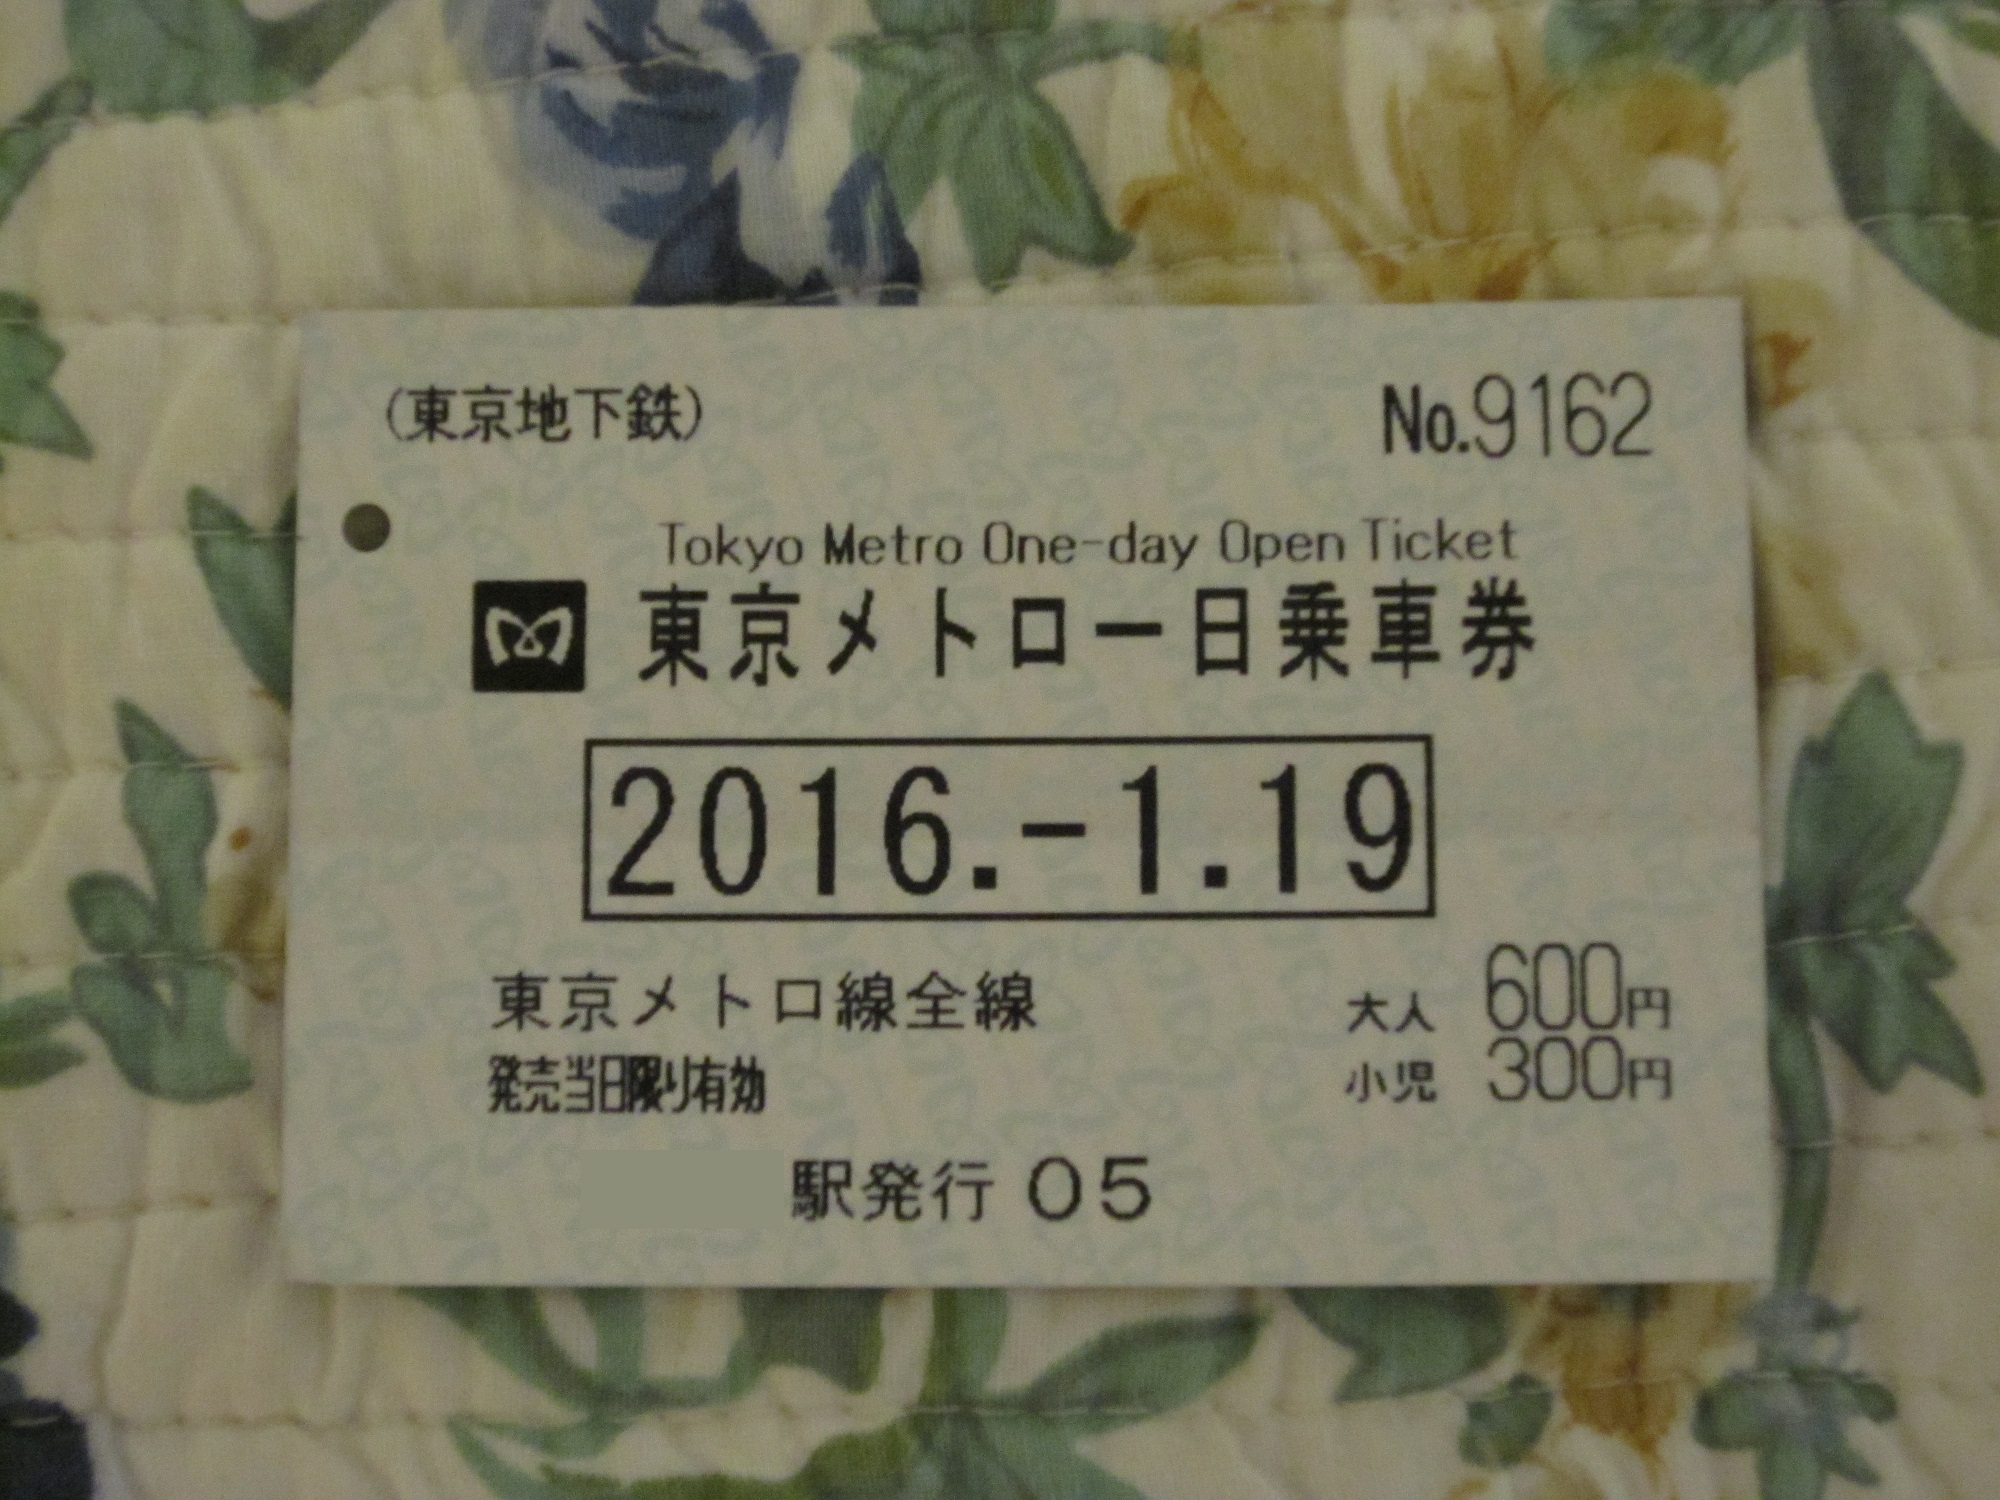 (東京地下鉄)
No.9162
Tokyo Metro One-day Open Ticket
東京メトロ一日乗車券
2016.-1.19
東京メトロ線全線
大人 600円
発売当日限り有効
小児 300円
駅発行 05